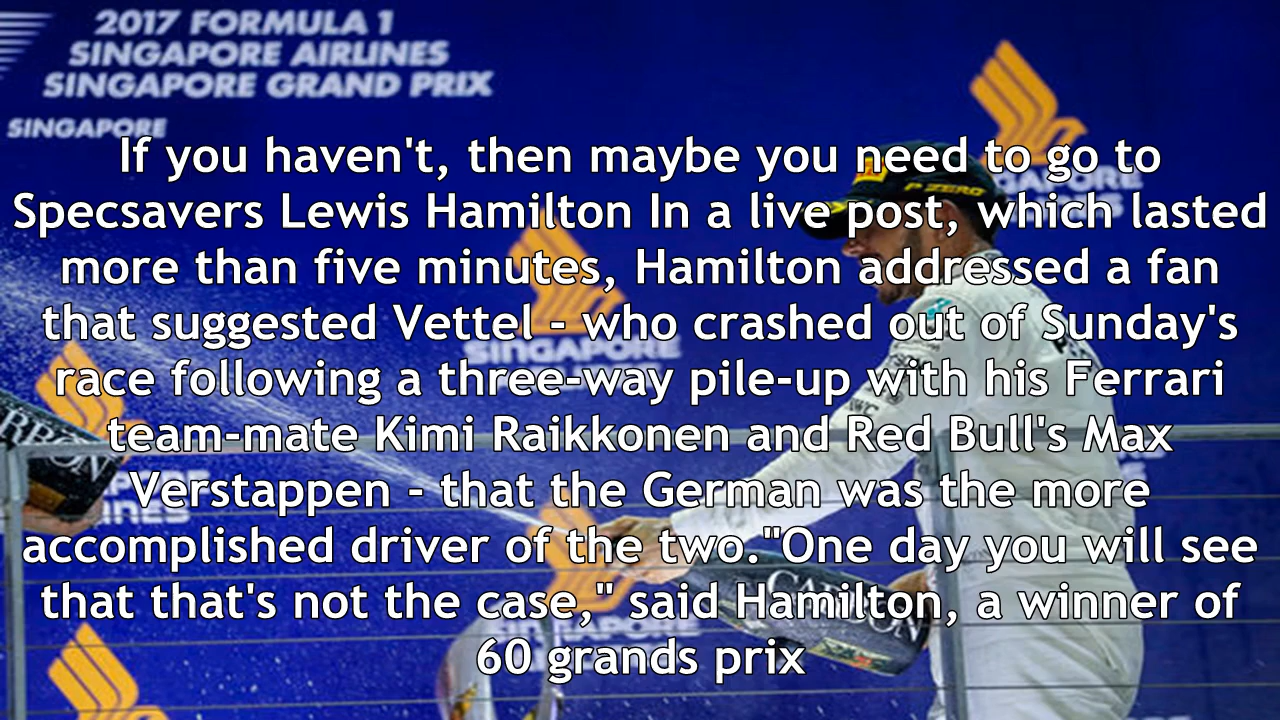 2017 FORMULA 1
SINGAPORE AIRLINES
SINGAPORE GRAND PRIX
SINGAPORE
If you haven't, then maybe you need to go to
Specsavers Lewis Hamilton In a live post, which lasted
more than five minutes, Hamilton addressed a fan
that suggested Vettel - who crashed out of Sunday's
race following a three-way pile-up with his Ferrari
team-mate Kimi Raikkonen and Red Bull's Max
Verstappen - that the German was the more
accomplished driver of the two."One day you will see
that that's not the case," said Hamilton, a winner of
60 grands prix
P ZERO
SINGAPORE
CARBON